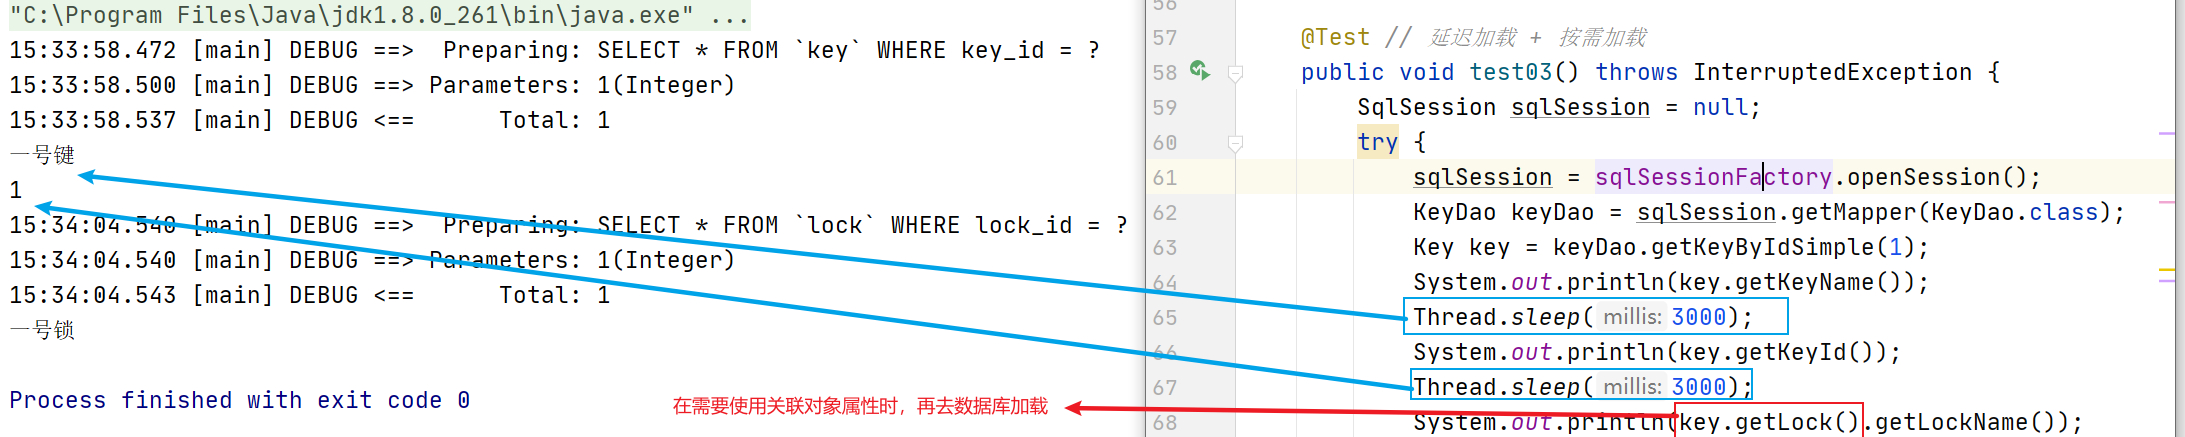 "C:\Program Files\Java\jdk1.8.0_261\bin\java.exe" ...
15:33:58.472 [main] DEBUG ==>  Preparing: SELECT * FROM `key` WHERE key_id = ?
15:33:58.500 [main] DEBUG ==> Parameters: 1(Integer)
15:33:58.537 [main] DEBUG <==      Total: 1
一号键
1
15:34:04.540 [main] DEBUG ==>  Preparing: SELECT * FROM `lock` WHERE lock_id = ?
15:34:04.540 [main] DEBUG ==> Parameters: 1(Integer)
15:34:04.543 [main] DEBUG <==      Total: 1
一号锁
Process finished with exit code 0
在需要使用关联对象属性时，再去数据库加载
56
57 @Test // 延迟加载 + 按需加载
58 public void test03() throws InterruptedException {
59 SqlSession sqlSession = null;
60 try {
61 sqlSession = sqlSessionFactory.openSession();
62 KeyDao keyDao = sqlSession.getMapper(KeyDao.class);
63 Key key = keyDao.getKeyByIdSimple(1);
64 System.out.println(key.getKeyName());
65 Thread.sleep( millis: 3000);
66 System.out.println(key.getKeyId());
67 Thread.sleep( millis: 3000);
68 System.out.println(key.getLock().getLockName());